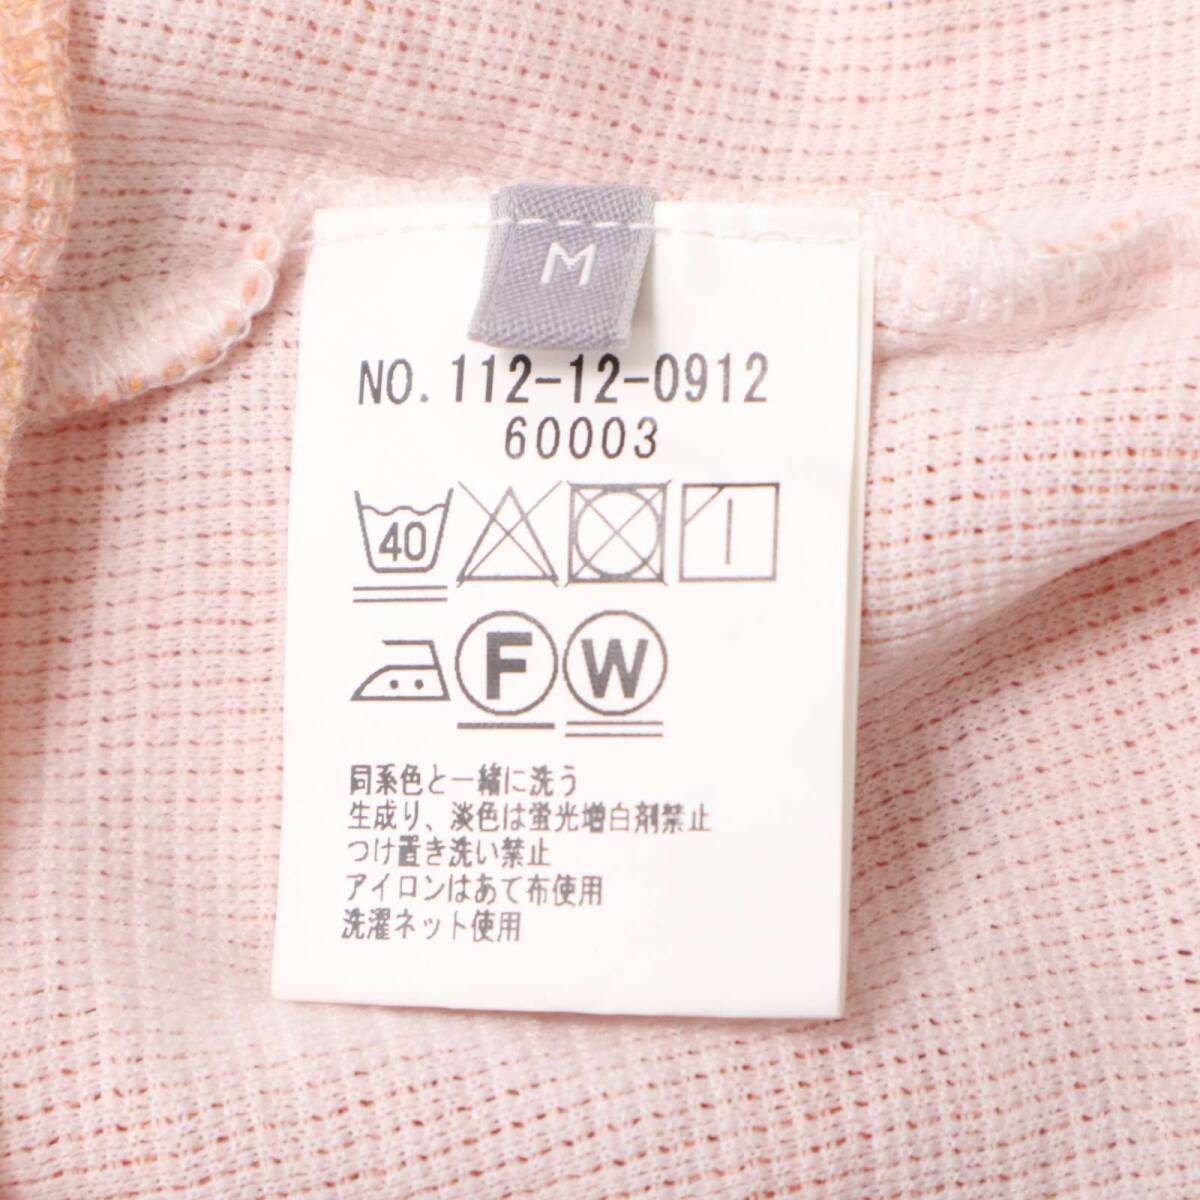 M
NO. 112-12-0912
60003
40
F W
同系色と一緒に洗う
生成り、淡色は蛍光増白剤禁止
つけ置き洗い禁止
アイロンはあて布使用
洗濯ネット使用